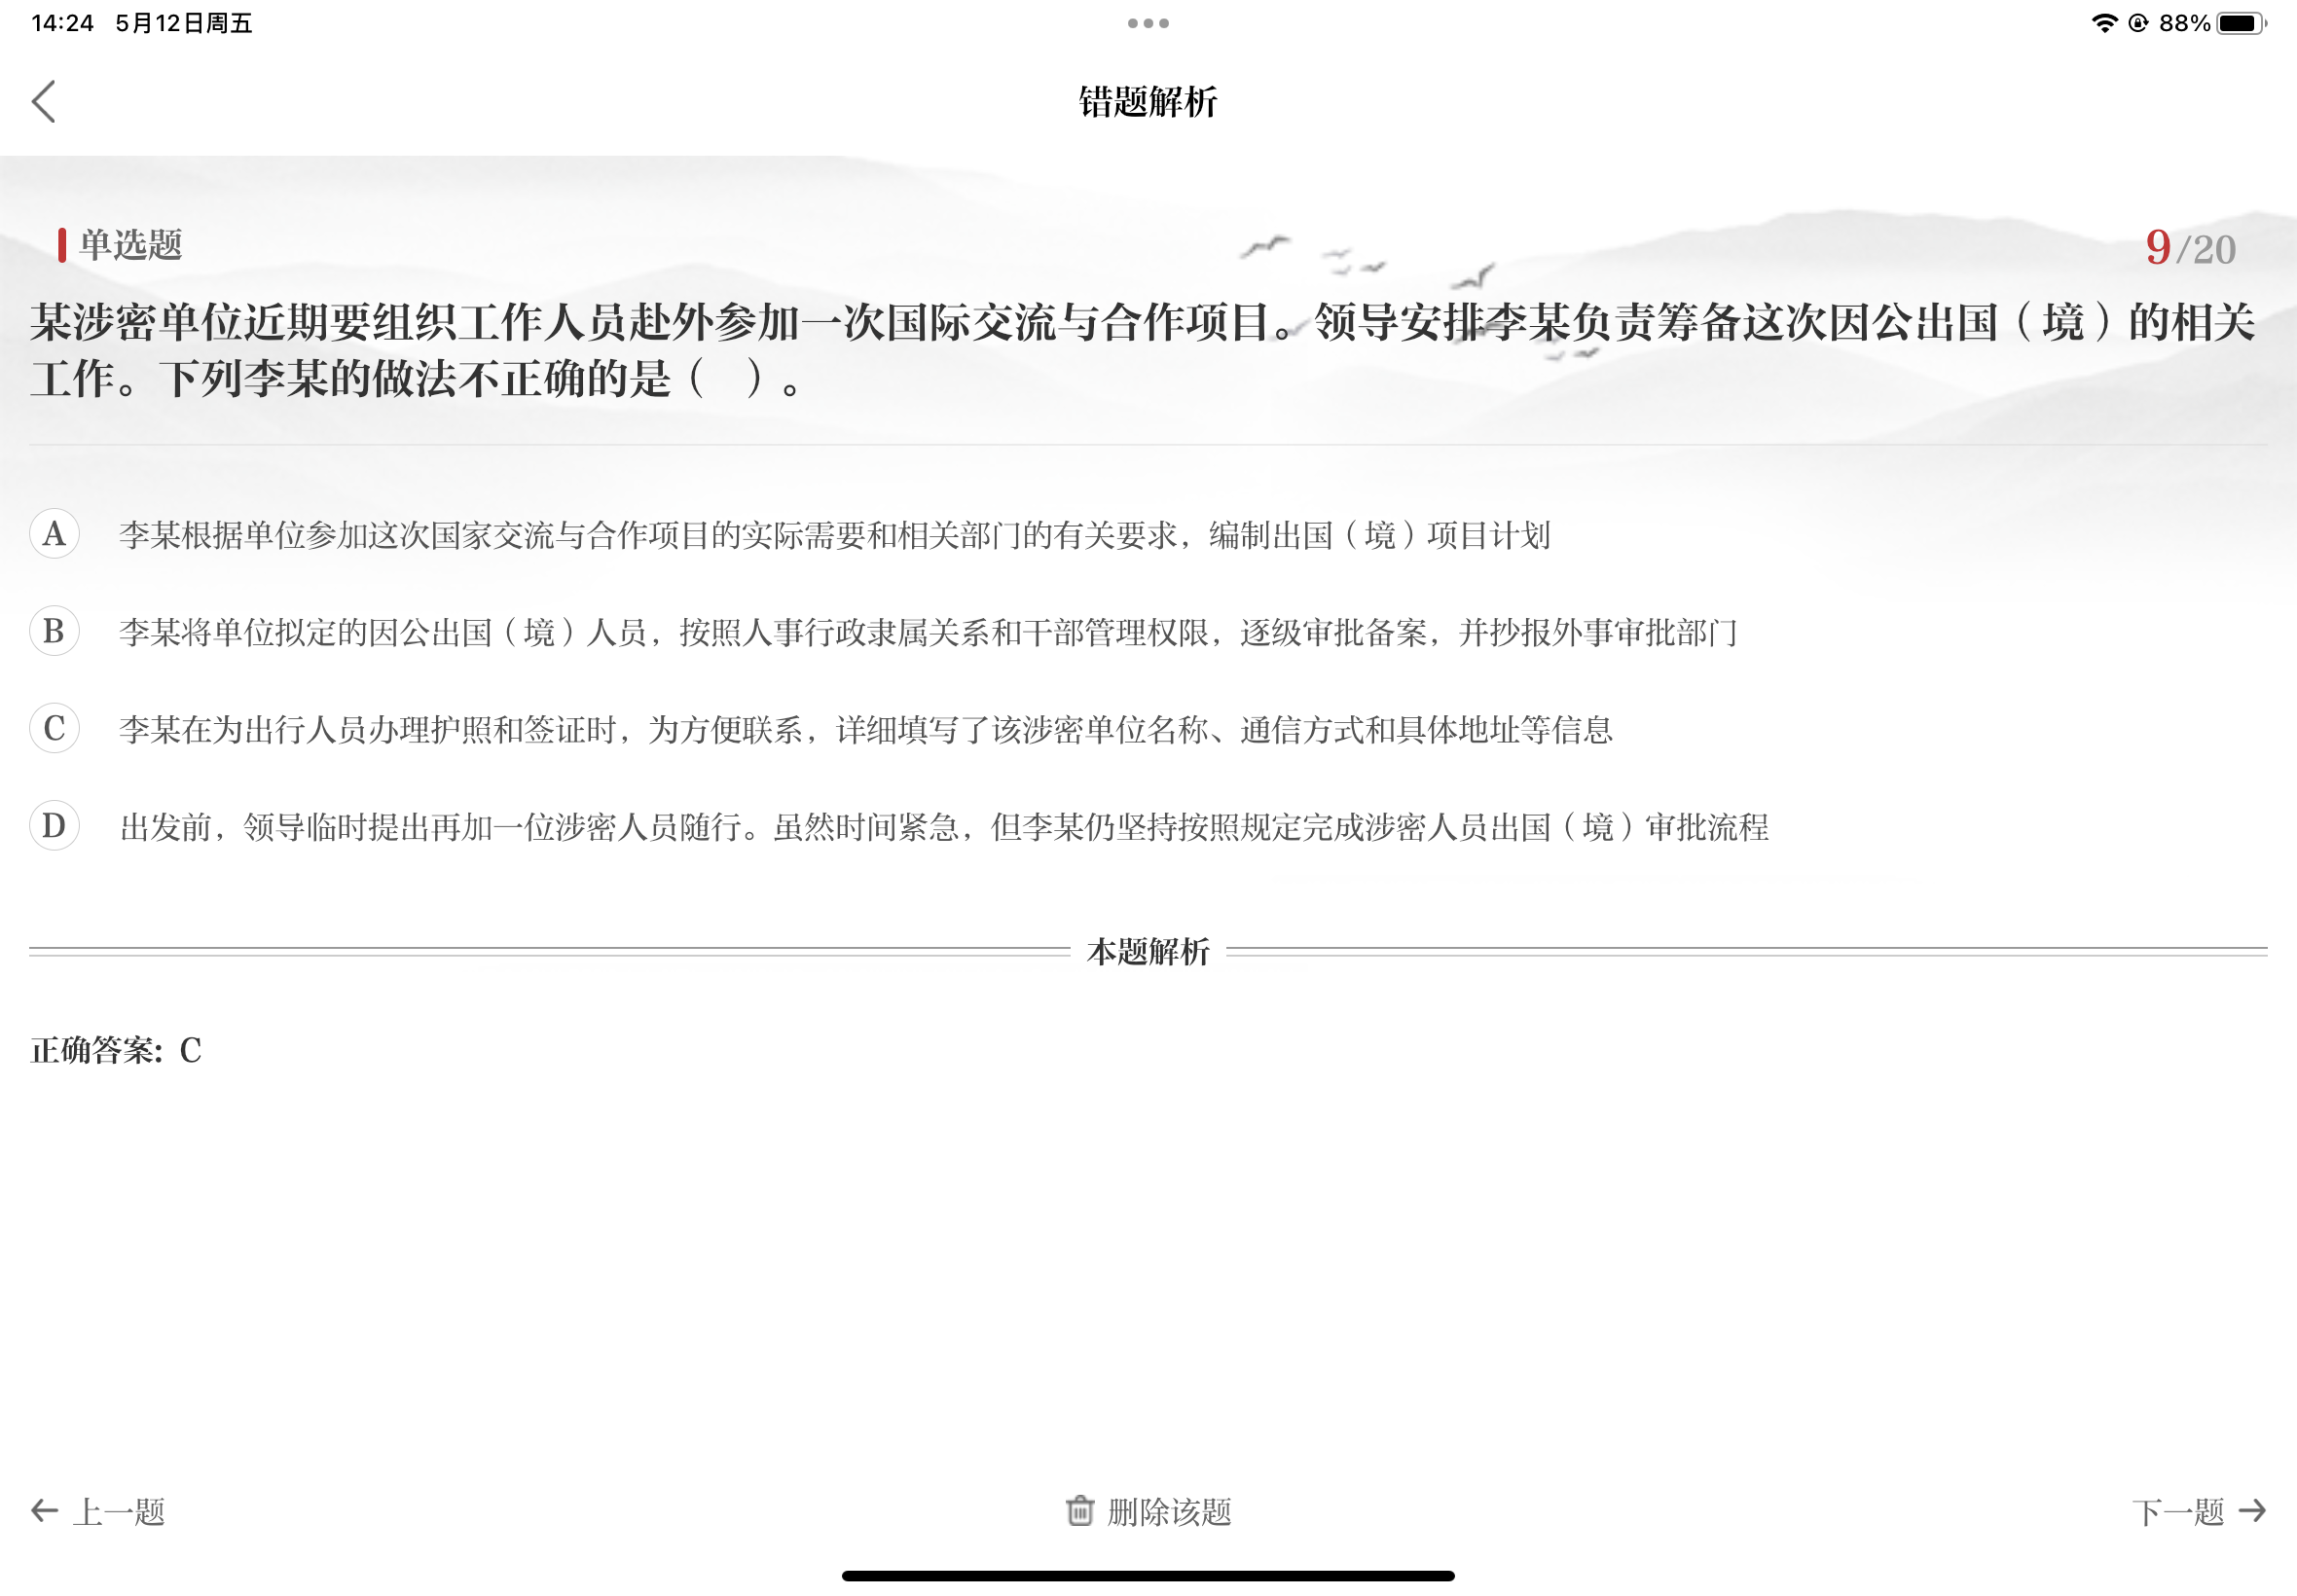 14:24 5月12日周五
88%
错题解析
单选题
9/20
某涉密单位近期要组织工作人员赴外参加一次国际交流与合作项目。领导安排李某负责筹备这次因公出国（境）的相关
工作。下列李某的做法不正确的是（ ）。
A 李某根据单位参加这次国家交流与合作项目的实际需要和相关部门的有关要求，编制出国（境）项目计划
B 李某将单位拟定的因公出国（境）人员，按照人事行政隶属关系和干部管理权限，逐级审批备案，并抄报外事审批部门
C 李某在为出行人员办理护照和签证时，为方便联系，详细填写了该涉密单位名称、通信方式和具体地址等信息
D 出发前，领导临时提出再加一位涉密人员随行。虽然时间紧急，但李某仍坚持按照规定完成涉密人员出国（境）审批流程
本题解析
正确答案: C
上一题
删除该题
下一题